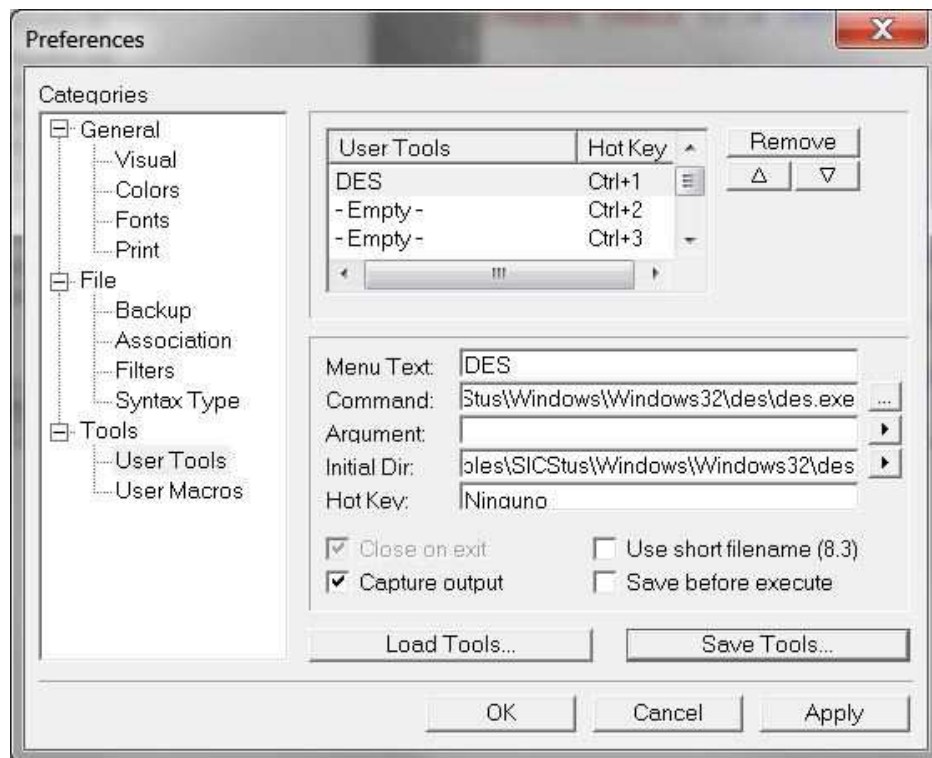 Preferences
Categories
General
Visual
Colors
Fonts
Print
File
Backup
Association
Filters
Syntax Type
Tools
User Tools
User Macros
User Tools Hot Key
DES Ctrl+1
- Empty - Ctrl+2
- Empty - Ctrl+3
Remove
Menu Text: DES
Command: Stus\Windows\Windows32\des\des.exe ...
Argument:
Initial Dir: ples\SICStus\Windows\Windows32\des
Hot Key: Ninguno
Close on exit
Use short filename (8.3)
Capture output
Save before execute
Load Tools...
Save Tools...
OK
Cancel
Apply